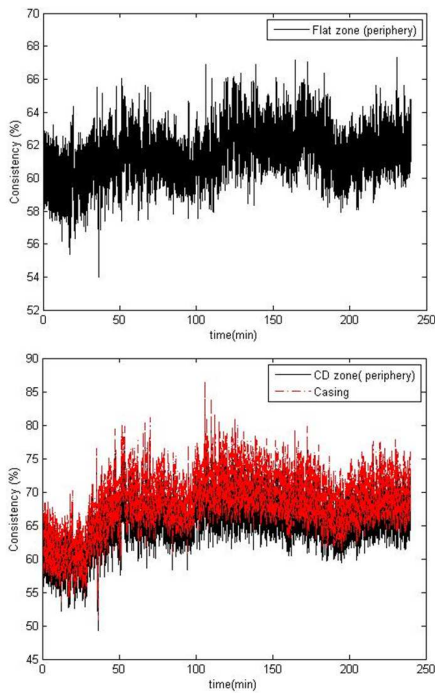 70
68
66
64
62
60
58
56
54
52
Consistency (%)
Flat zone (periphery)
0 50 100 150 200 250
time(min)
90
85
80
75
70
65
60
55
50
45
Consistency (%)
CD zone( periphery)
Casing
0 50 100 150 200 250
time(min)